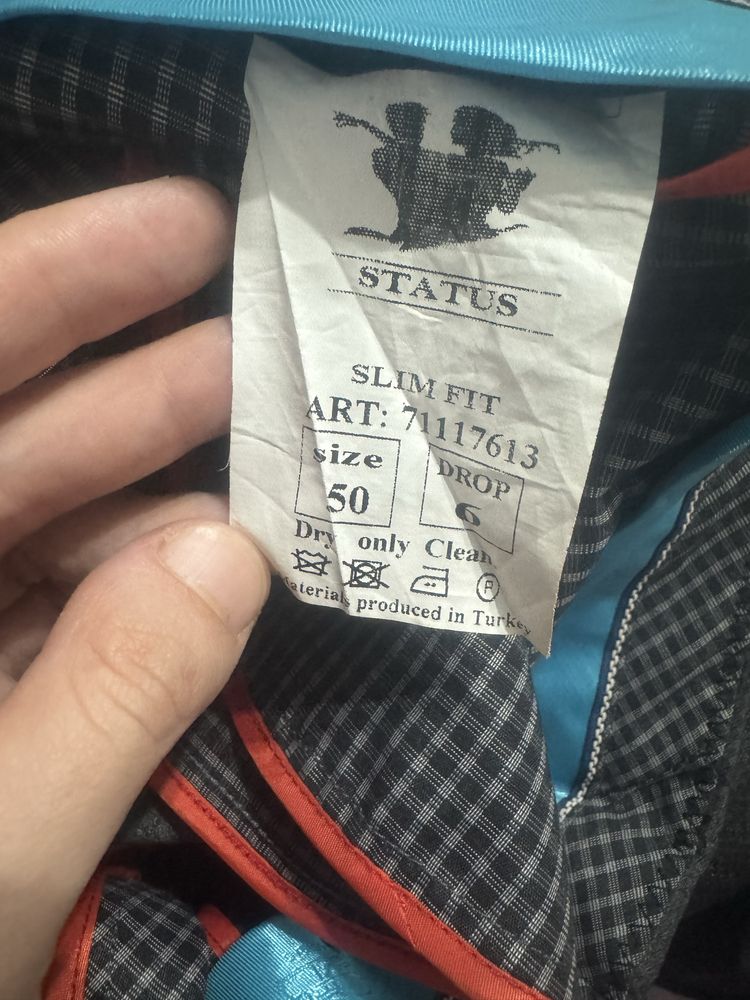 STATUS
SLIM FIT
ART: 71117613
size
50
DROP
6
Dry only Clean
P
Materials produced in Turkey